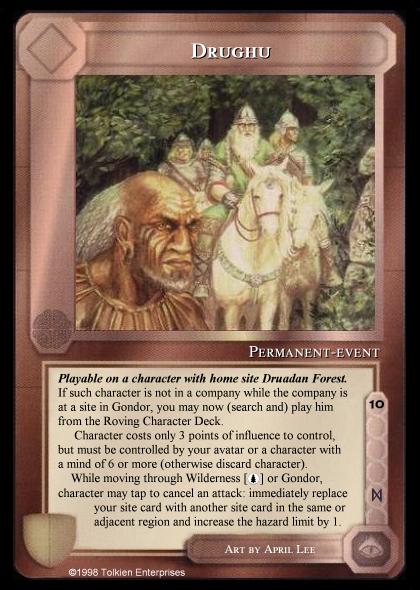 DRUGHU
PERMANENT-EVENT
Playable on a character with home site Druadan Forest.
If such character is not in a company while the company is
at a site in Gondor, you may now (search and) play him
from the Roving Character Deck.
Character costs only 3 points of influence to control,
but must be controlled by your avatar or a character with
a mind of 6 or more (otherwise discard character).
While moving through Wilderness [ ] or Gondor,
character may tap to cancel an attack: immediately replace
your site card with another site card in the same or
adjacent region and increase the hazard limit by 1.
10
ART BY APRIL LEE
©1998 Tolkien Enterprises